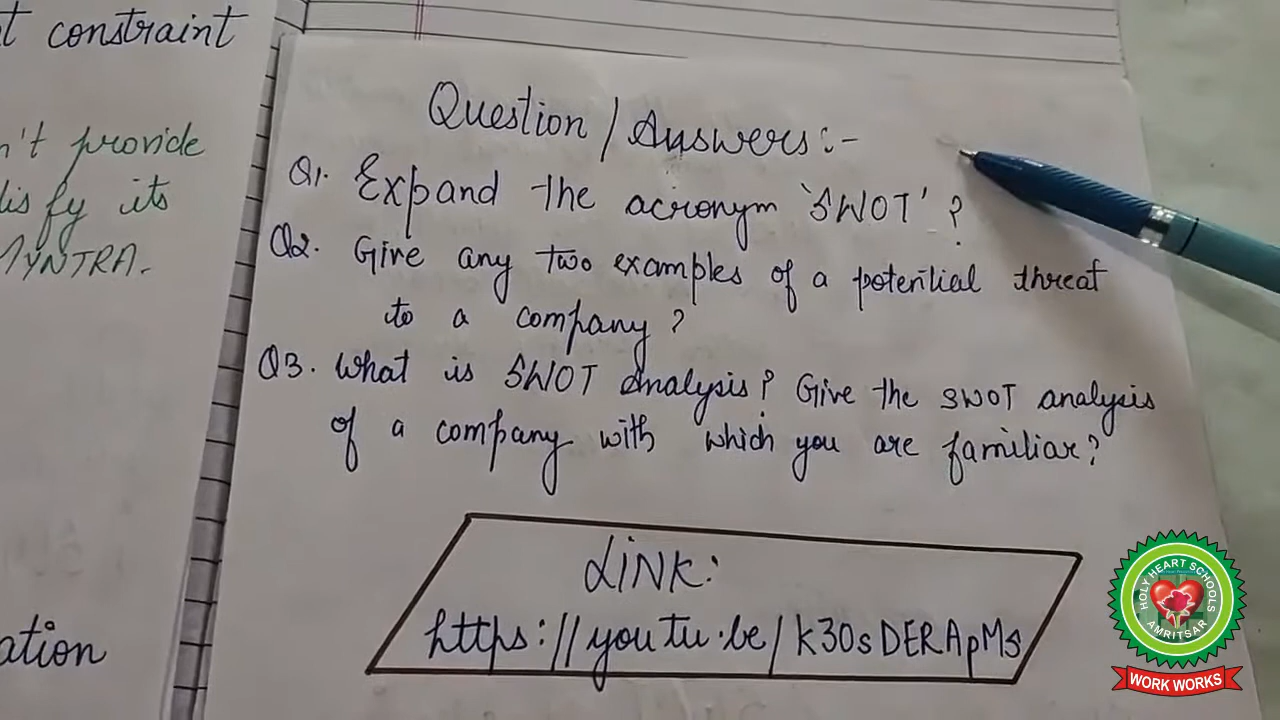 t constraint
n't provide
lisfy its
MYNTRA.
ation
Question / Answers:-
Q1. Expand the acronym 'SWOT' ?
Q2. Give any two examples of a potential threat
to a company ?
Q3. What is SWOT Analysis? Give the SWOT analysis
of a company with which you are familiar?
LiNK:
https://youtu.be/k30sDERApMs
HOLY HEART SCHOOLS
AMRITSAR
WORK WORKS